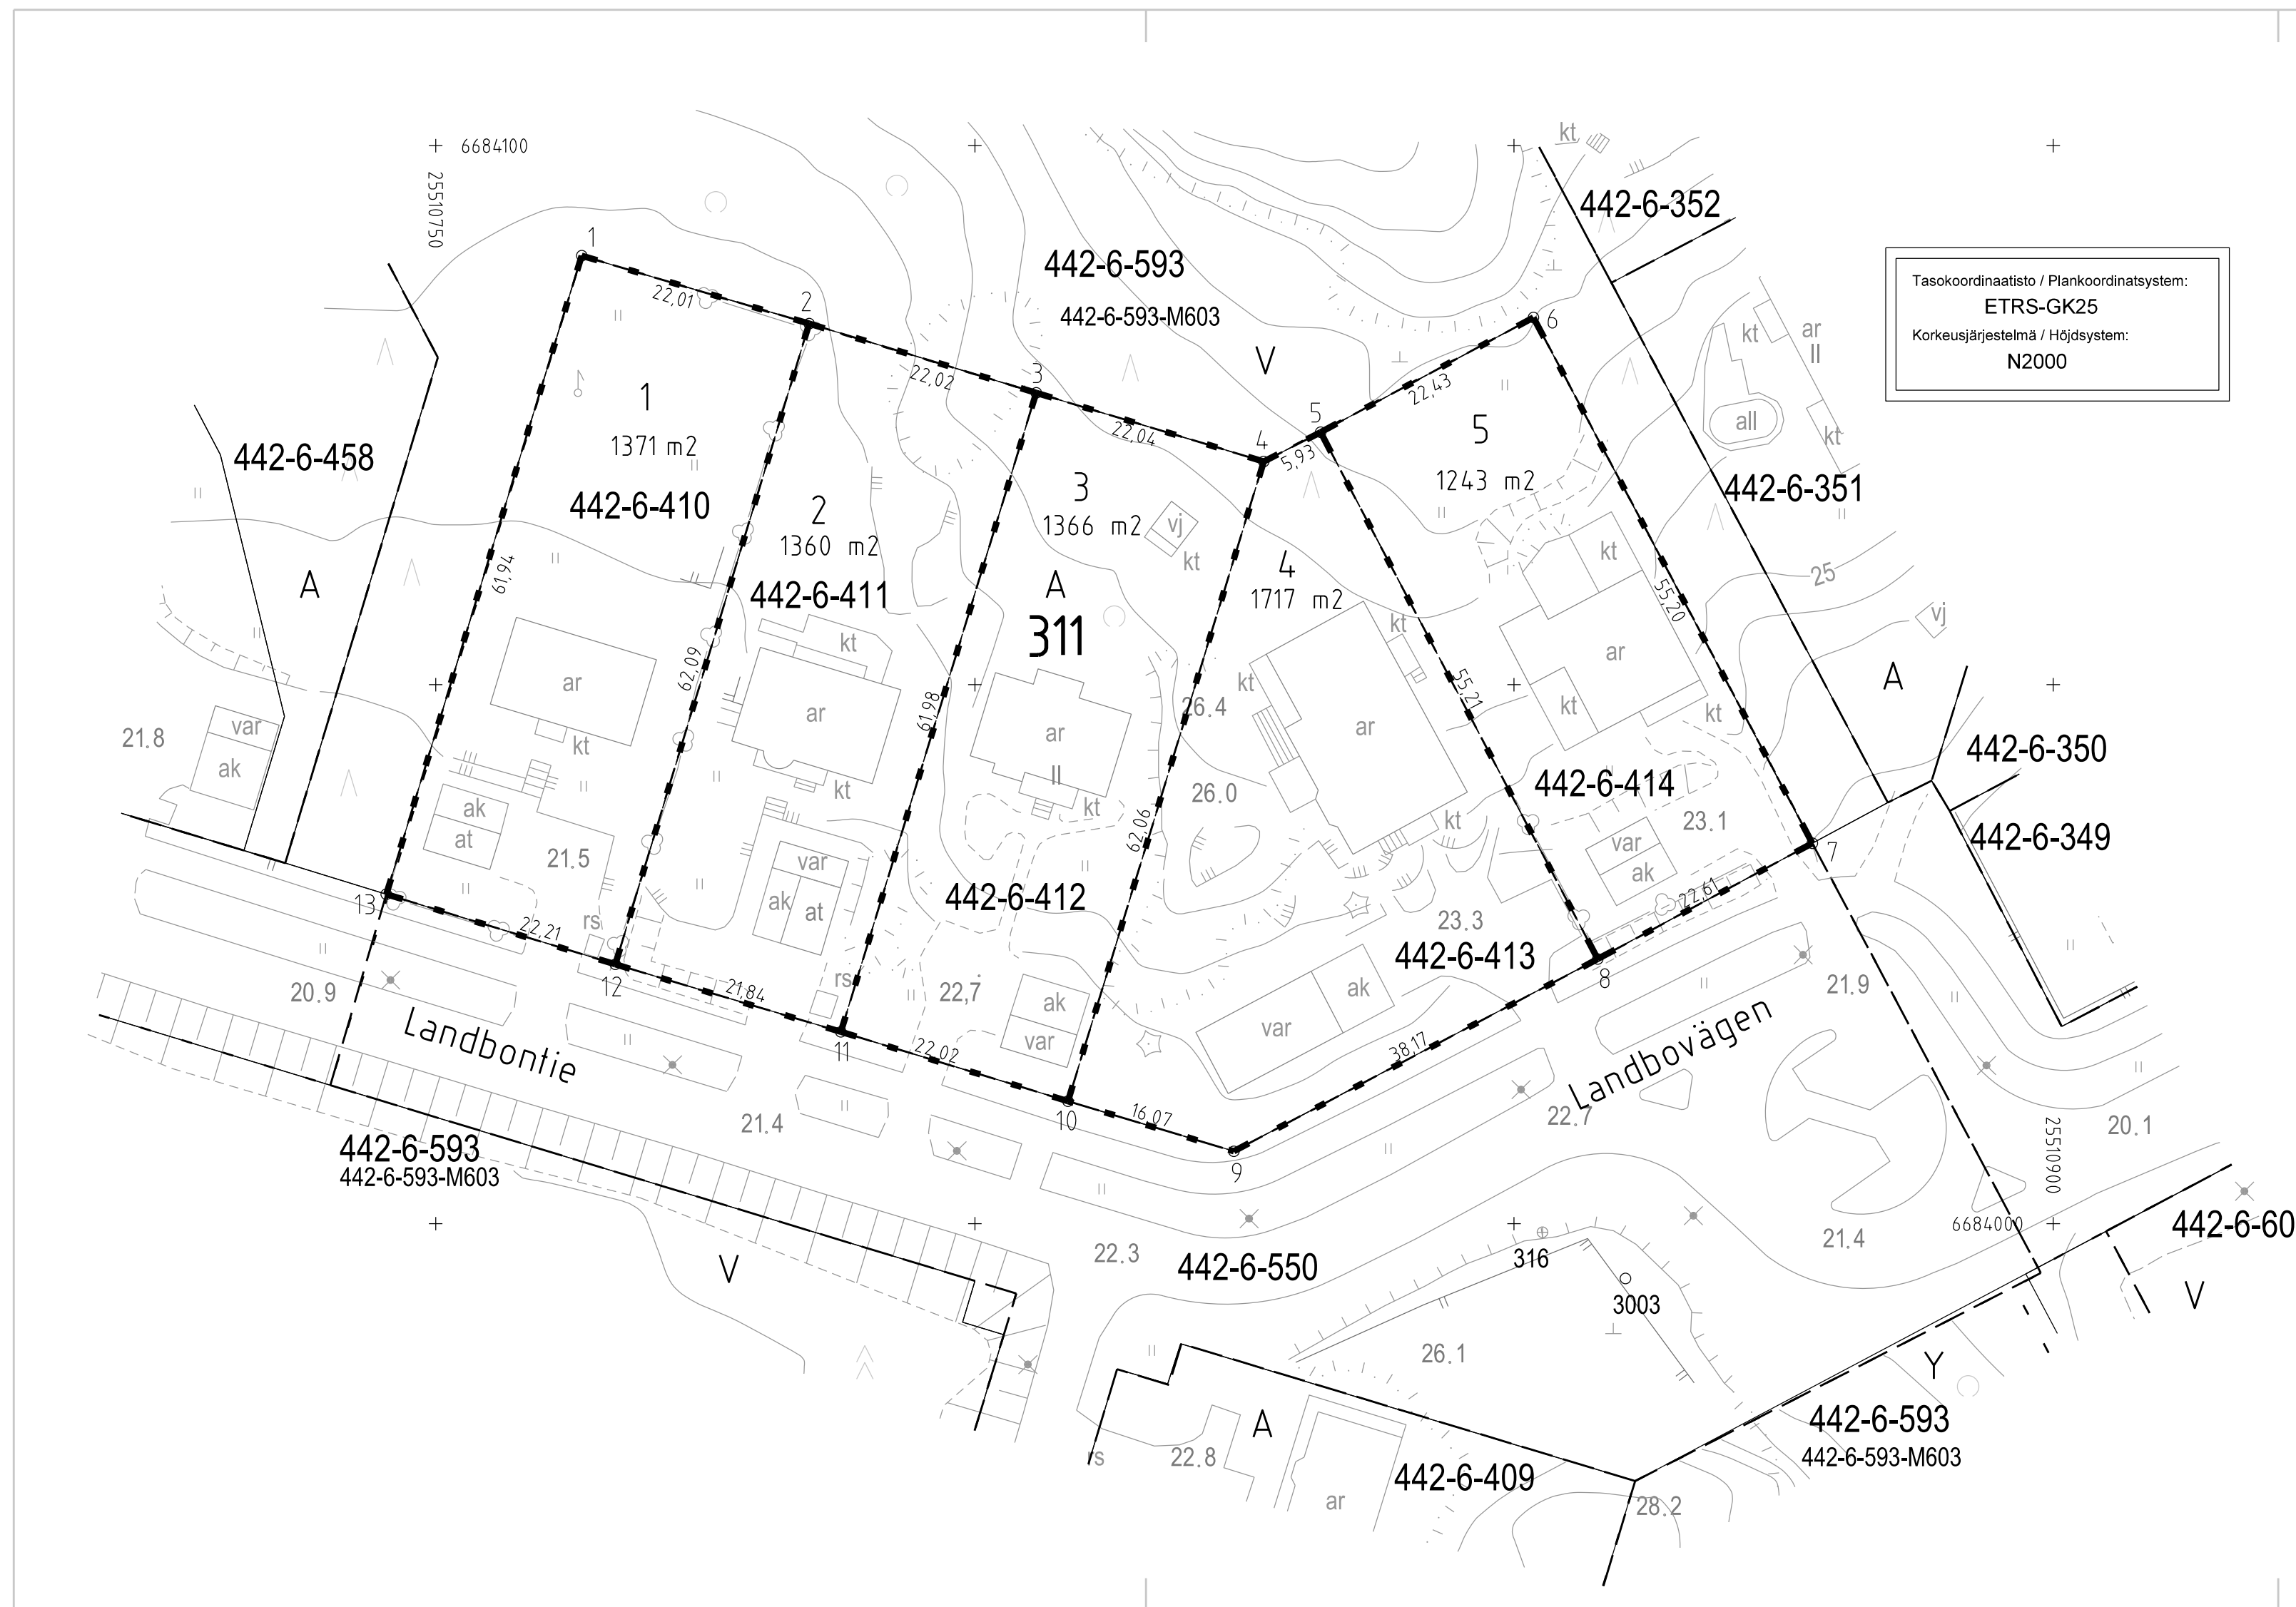 6684100
25510750
kt
442-6-352
1
442-6-593
442-6-593-M603
Tasokoordinaatisto / Plankoordinatsystem:
ETRS-GK25
Korkeusjärjestelmä / Höjdsystem:
N2000
22,01
2
6
kt
ar
II
V
22,02
3
22,43
1
1371 m2
5
all
kt
22,04
4
5,93
5
1243 m2
442-6-458
442-6-410
442-6-351
3
1366 m2
vj
kt
2
1360 m2
61,94
A
442-6-411
A
311
4
1717 m2
kt
25
55,20
vj
kt
kt
ar
62,09
ar
ar
kt
26.4
55,21
kt
kt
A
61,98
ar
II
ar
21.8
var
ak
kt
442-6-350
kt
26.0
442-6-414
ak
at
kt
kt
23.1
442-6-349
21.5
var
62,06
var
ak
7
13
rs
ak
at
442-6-412
22,61
22,21
23.3
442-6-413
8
12
20.9
21,84
rs
22,7
ak
var
ak
var
21.9
Landbontie
11
22,02
38,17
Landbovägen
21.4
10
16,07
22.7
20.1
442-6-593
442-6-593-M603
9
25510900
6684000
442-6-60
22.3
442-6-550
316
21.4
V
3003
V
26.1
Y
A
442-6-593
442-6-593-M603
rs
22.8
442-6-409
ar
28.2